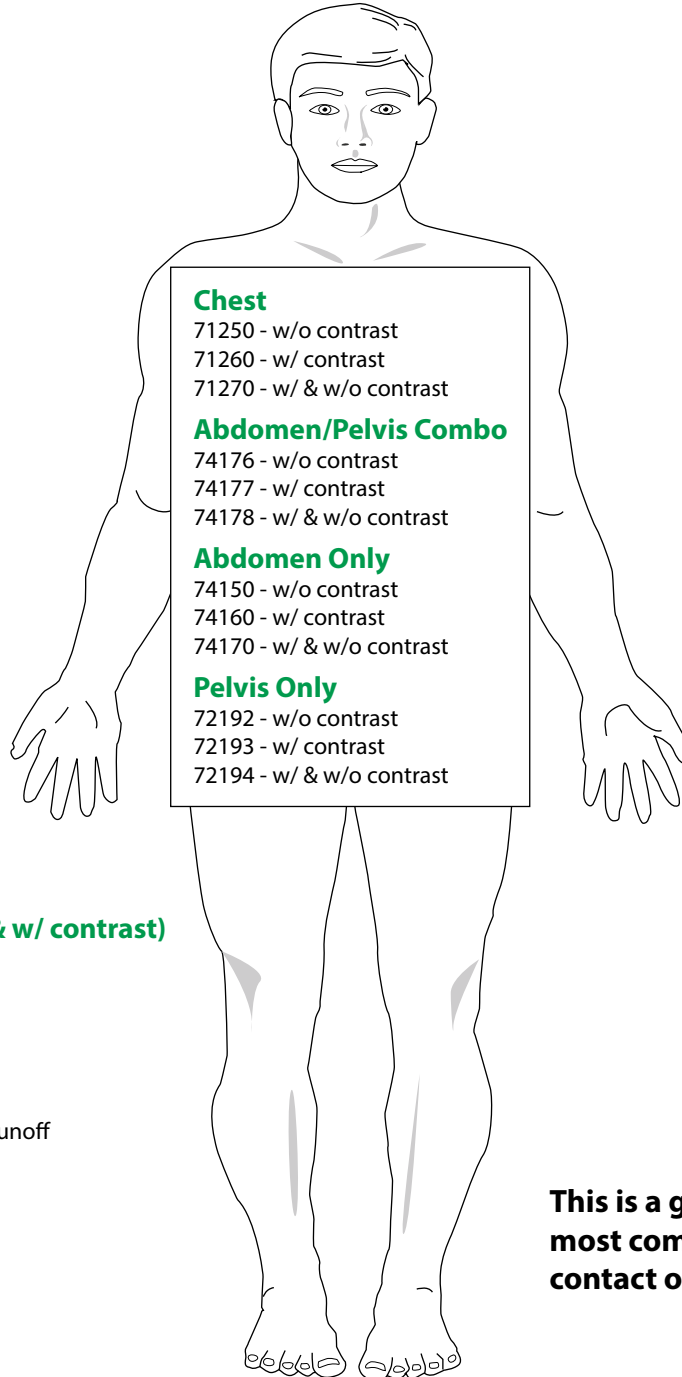 Chest
71250 - w/o contrast
71260 - w/ contrast
71270 - w/ & w/o contrast
Abdomen/Pelvis Combo
74176 - w/o contrast
74177 - w/ contrast
74178 - w/ & w/o contrast
Abdomen Only
74150 - w/o contrast
74160 - w/ contrast
74170 - w/ & w/o contrast
Pelvis Only
72192 - w/o contrast
72193 - w/ contrast
72194 - w/ & w/o contrast
& w/ contrast)
unoff
This is a g
most com
contact o